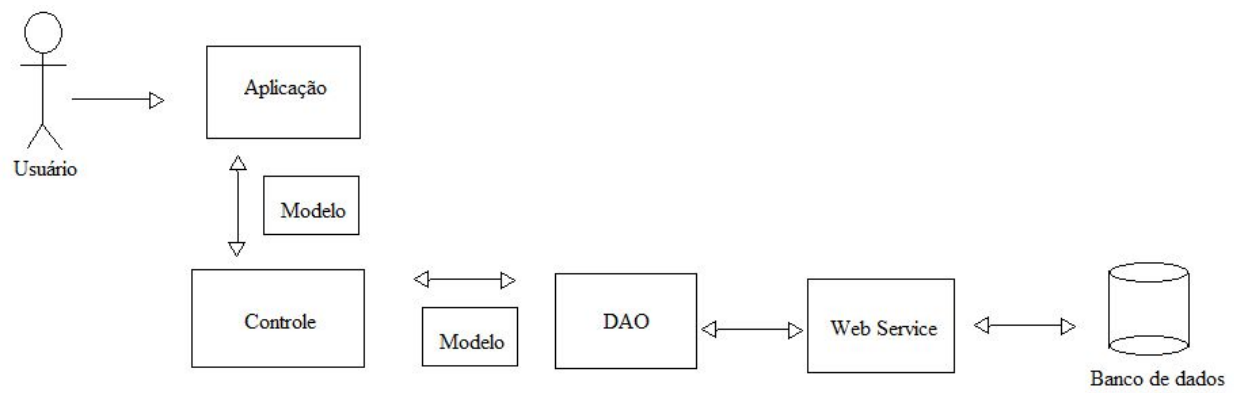 Aplicação
Usuário
Modelo
Controle
Modelo
DAO
Web Service
Banco de dados